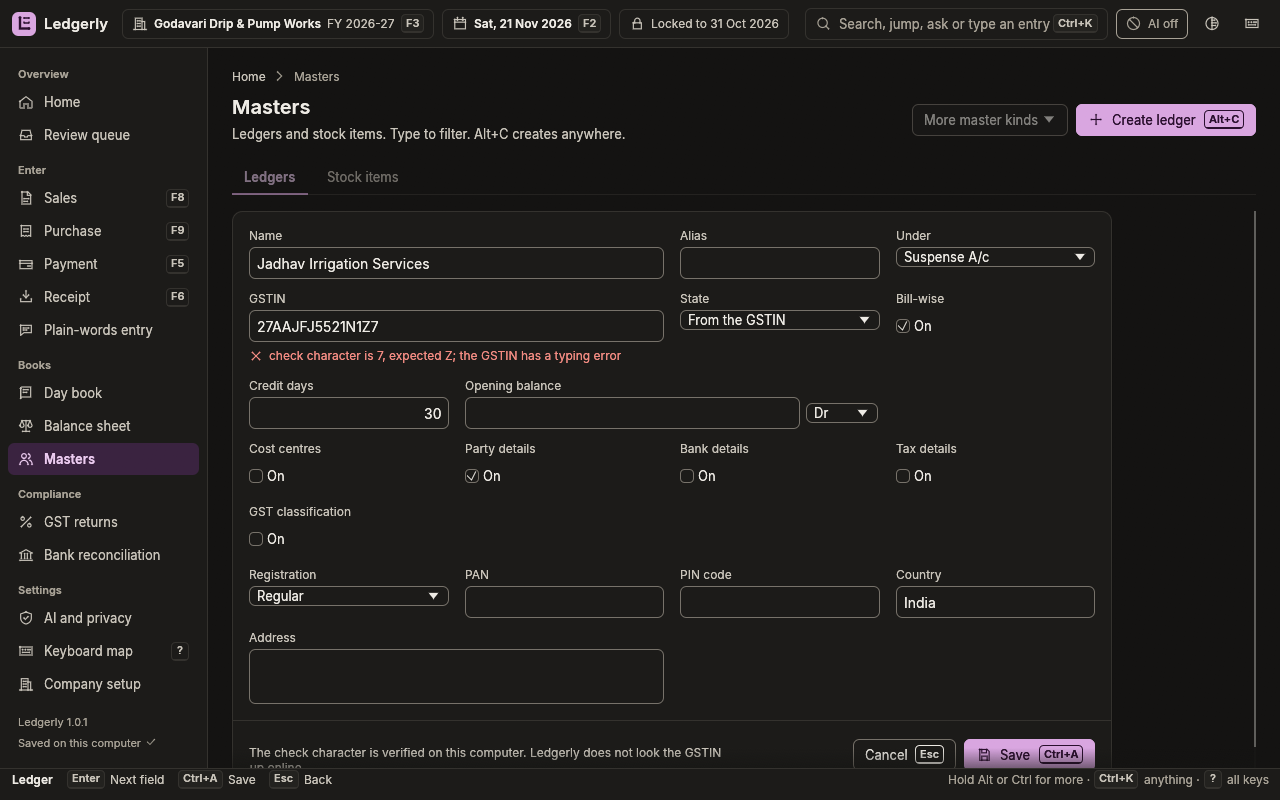 Ledgerly
Godavari Drip & Pump Works FY 2026-27 F3
Sat, 21 Nov 2026 F2
Locked to 31 Oct 2026
Search, jump, ask or type an entry Ctrl+K
AI off
Overview
Home
Review queue
Enter
Sales F8
Purchase F9
Payment F5
Receipt F6
Plain-words entry
Books
Day book
Balance sheet
Masters
Compliance
GST returns
Bank reconciliation
Settings
AI and privacy
Keyboard map ?
Company setup
Ledgerly 1.0.1
Saved on this computer
Home > Masters
Masters
Ledgers and stock items. Type to filter. Alt+C creates anywhere.
More master kinds
Create ledger Alt+C
Ledgers Stock items
Name Alias Under
Jadhav Irrigation Services Suspense A/c
GSTIN State Bill-wise
27AAJFJ5521N1Z7 From the GSTIN On
check character is 7, expected Z; the GSTIN has a typing error
Credit days Opening balance
30 Dr
Cost centres Party details Bank details Tax details
On On On On
GST classification
On
Registration PAN PIN code Country
Regular India
Address
The check character is verified on this computer. Ledgerly does not look the GSTIN
up online.
Cancel Esc Save Ctrl+A
Ledger Enter Next field Ctrl+A Save Esc Back
Hold Alt or Ctrl for more · Ctrl+K anything · ? all keys